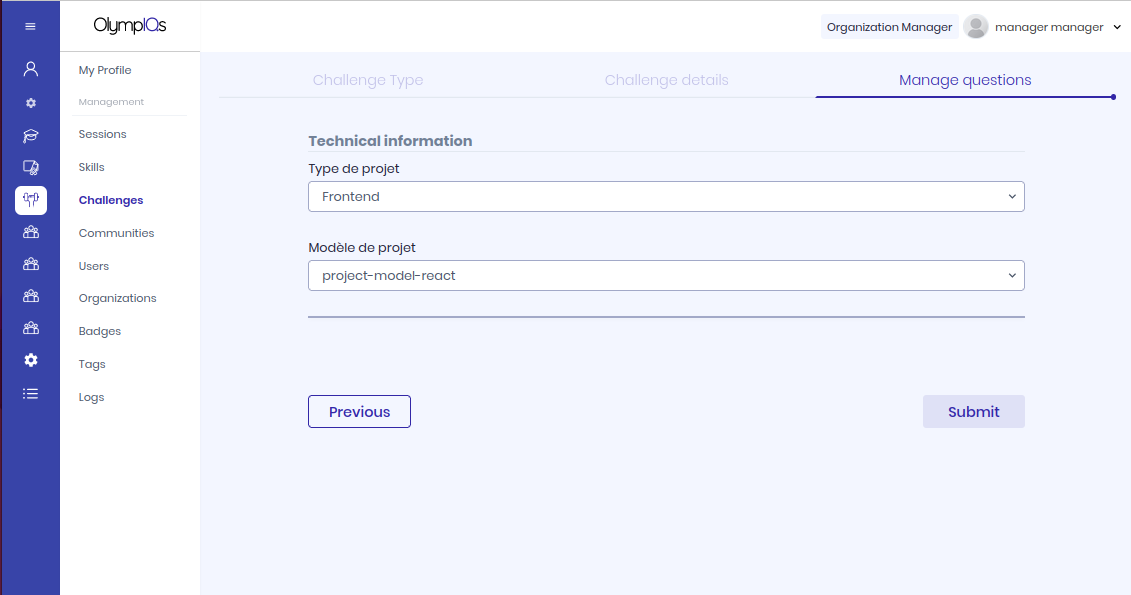 OlympIQs
Organization Manager
manager manager
My Profile
Management
Sessions
Skills
Challenges
Communities
Users
Organizations
Badges
Tags
Logs
Challenge Type
Challenge details
Manage questions
Technical information
Type de projet
Frontend
Modèle de projet
project-model-react
Previous
Submit